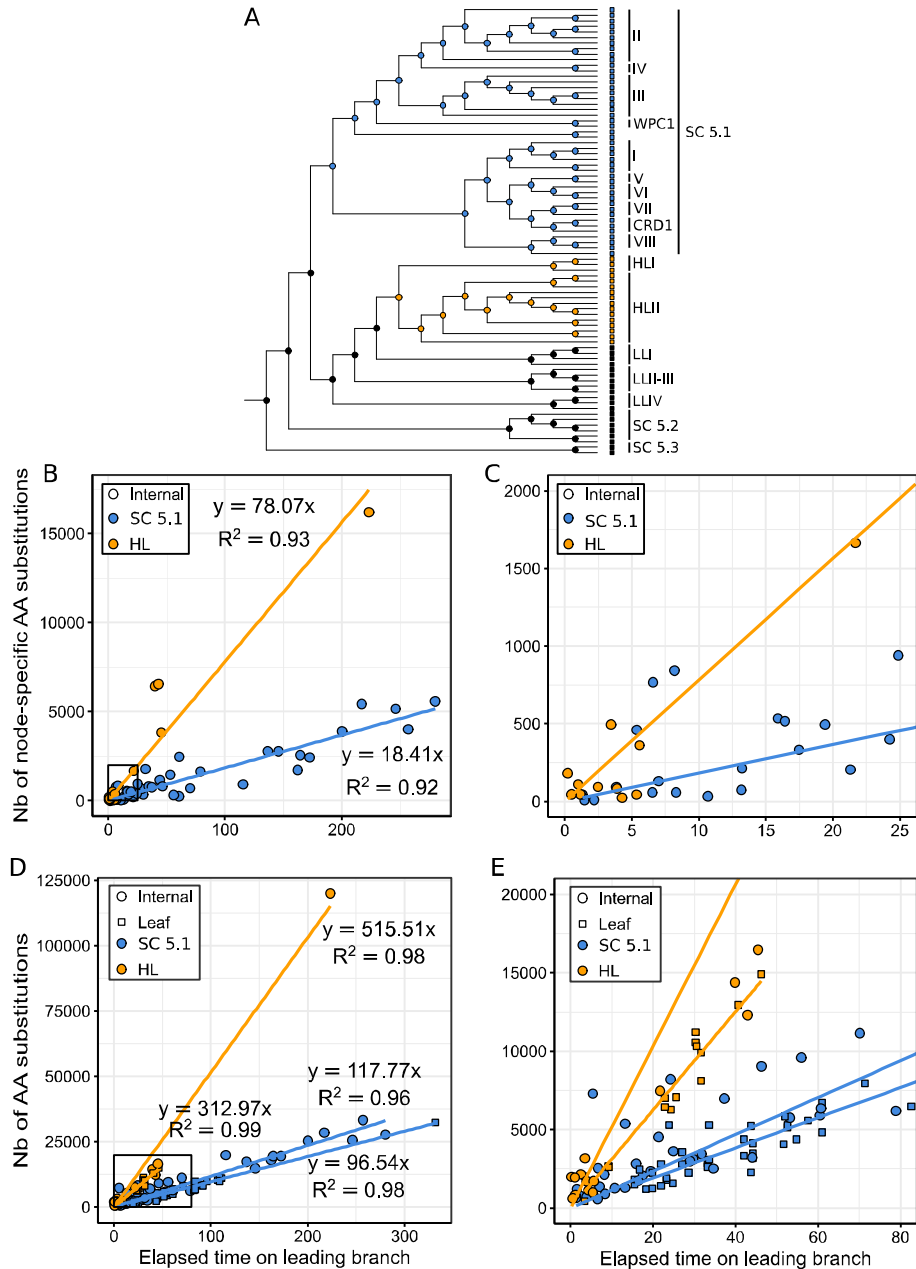 A
II
IV
III
WPC1
SC 5.1
I
V
VI
VII
CRD1
VIII
HLI
HLII
LLI
LLII-III
LLIV
SC 5.2
SC 5.3
B
Internal
SC 5.1
HL
y = 78.07x
R² = 0.93
y = 18.41x
R² = 0.92
15000
10000
5000
0
0 100 200
Nb of node-specific AA substitutions
C
Internal
SC 5.1
HL
2000
1500
1000
500
0
0 5 10 15 20 25
D
Internal
Leaf
SC 5.1
HL
y = 515.51x
R² = 0.98
y = 117.77x
R² = 0.96
y = 312.97x
R² = 0.99
y = 96.54x
R² = 0.98
125000
100000
75000
50000
25000
0
0 100 200 300
Nb of AA substitutions
Elapsed time on leading branch
E
Internal
Leaf
SC 5.1
HL
20000
15000
10000
5000
0
0 20 40 60 80
Elapsed time on leading branch